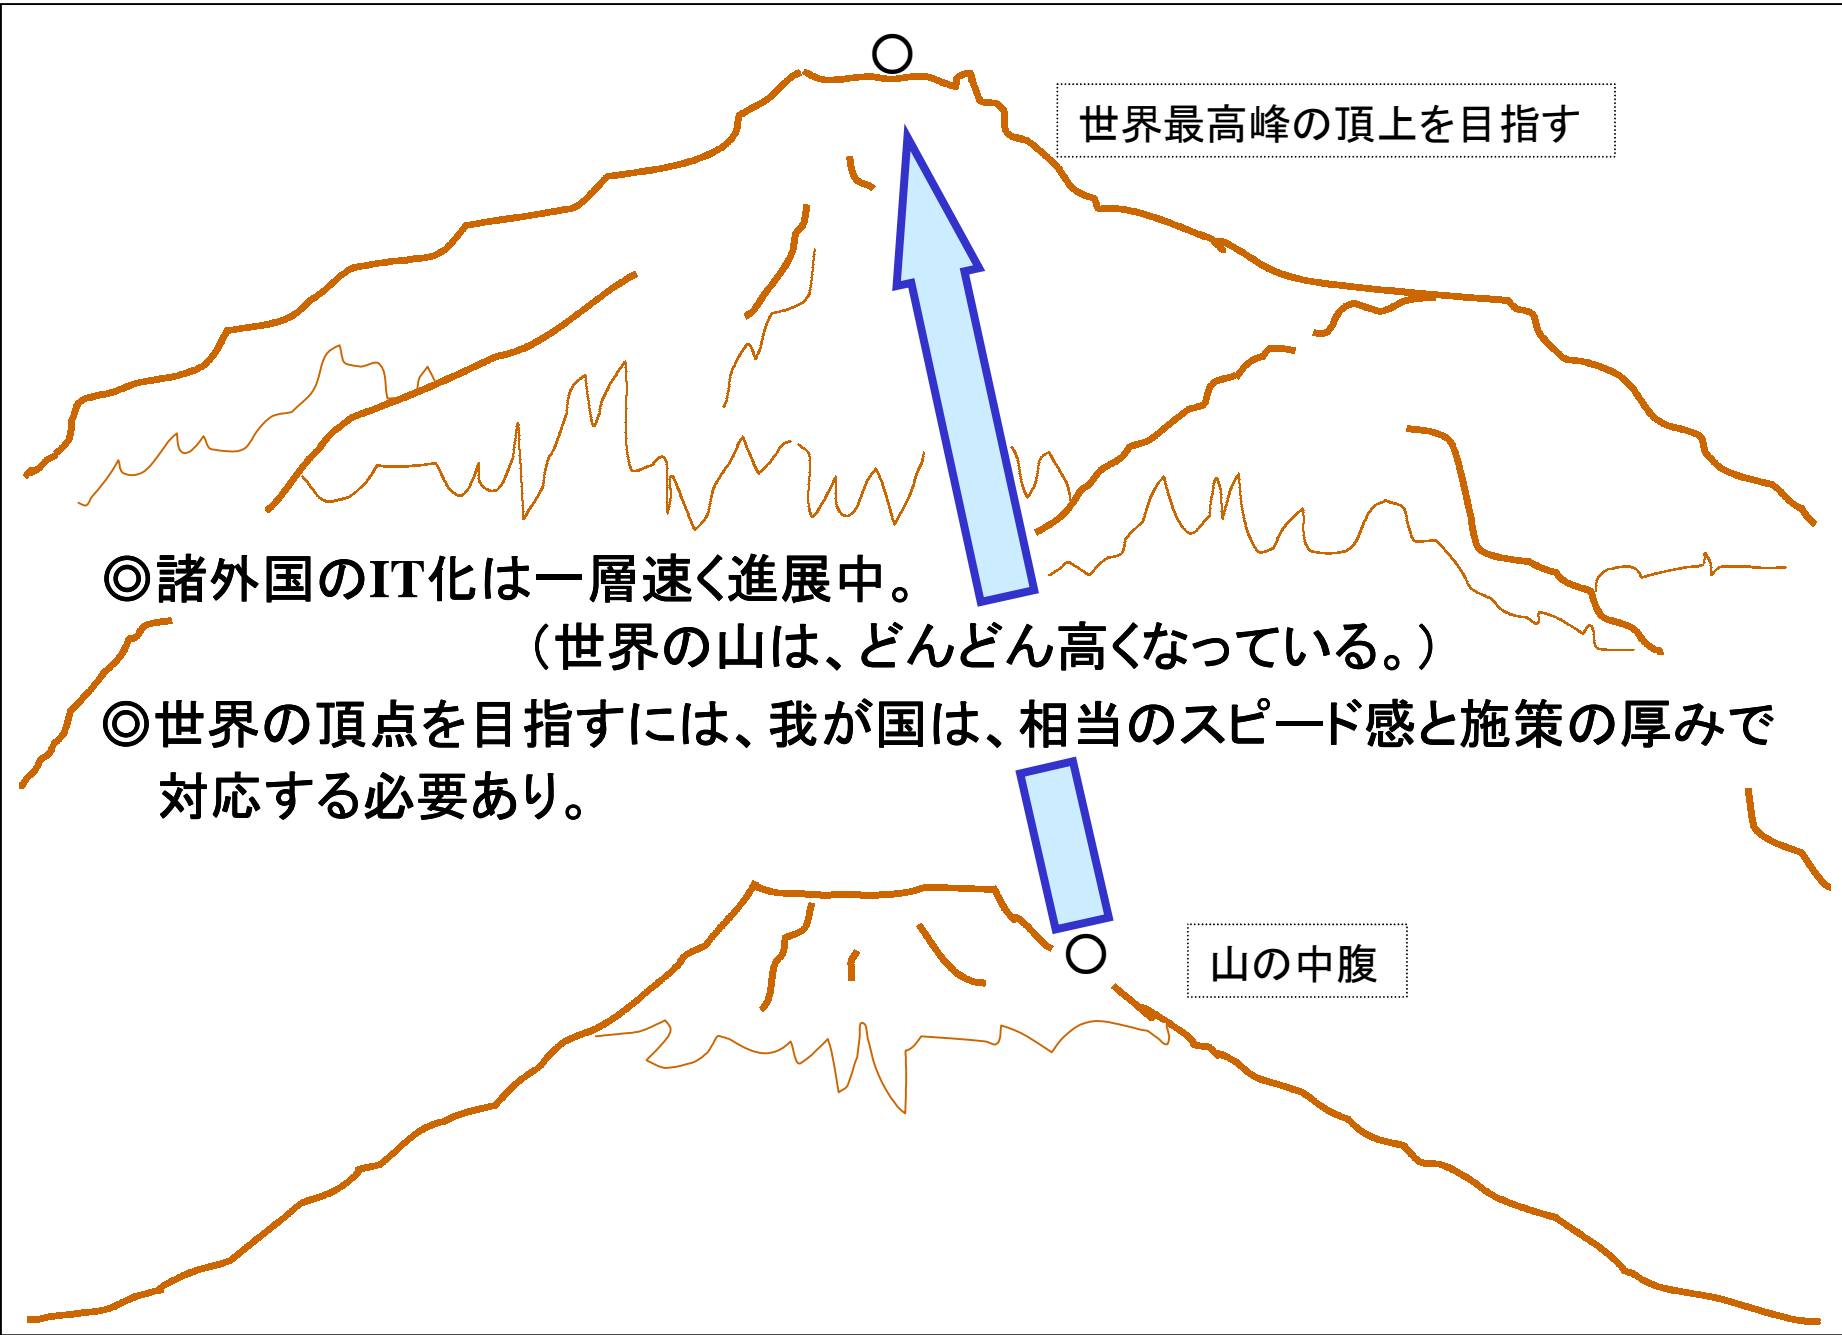 世界最高峰の頂上を目指す
◎諸外国のIT化は一層速く進展中。
（世界の山は、どんどん高くなっている。）
◎世界の頂点を目指すには、我が国は、相当のスピード感と施策の厚みで
対応する必要あり。
山の中腹